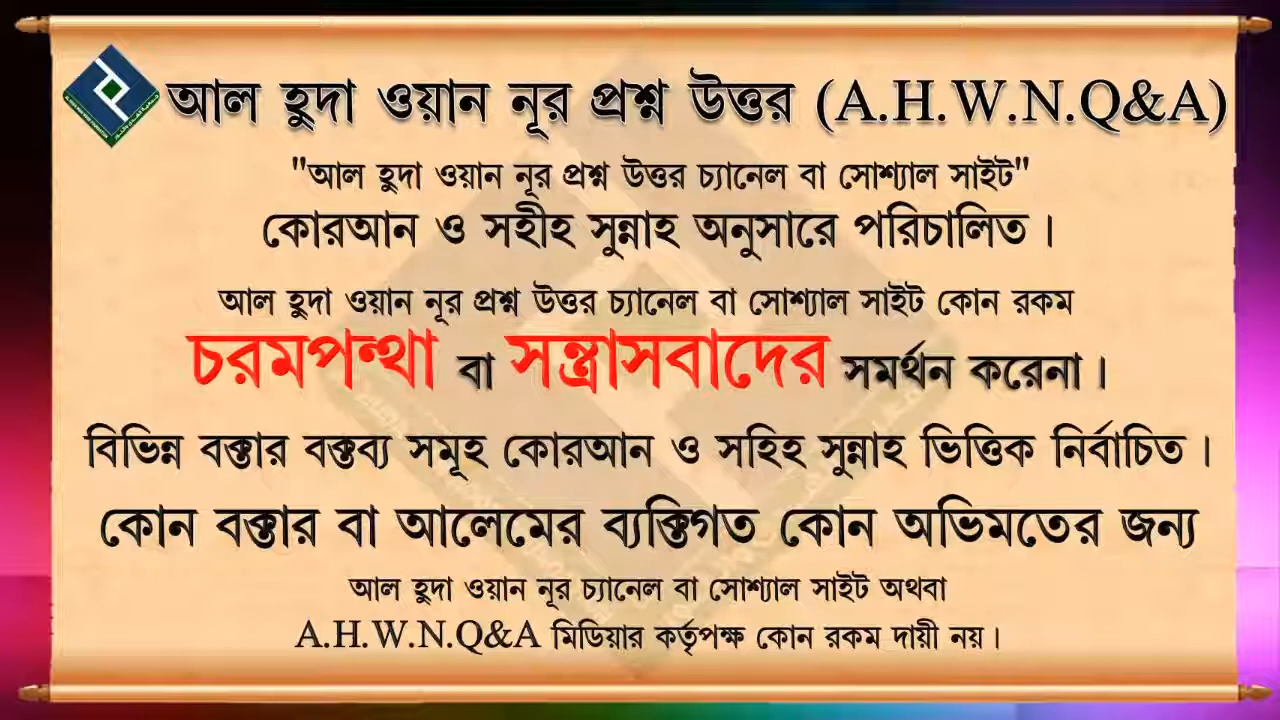 আল হুদা ওয়ান নূর প্রশ্ন উত্তর (A.H.W.N.Q&A)
"আল হুদা ওয়ান নূর প্রশ্ন উত্তর চ্যানেল বা সোশ্যাল সাইট"
কোরআন ও সহীহ সুন্নাহ অনুসারে পরিচালিত।
আল হুদা ওয়ান নূর প্রশ্ন উত্তর চ্যানেল বা সোশ্যাল সাইট কোন রকম
চরমপন্থা বা সন্ত্রাসবাদের সমর্থন করেনা।
বিভিন্ন বক্তার বক্তব্য সমূহ কোরআন ও সহিহ সুন্নাহ ভিত্তিক নির্বাচিত।
কোন বক্তার বা আলেমের ব্যক্তিগত কোন অভিমতের জন্য
আল হুদা ওয়ান নূর চ্যানেল বা সোশ্যাল সাইট অথবা
A.H.W.N.Q&A মিডিয়ার কর্তৃপক্ষ কোন রকম দায়ী নয়।